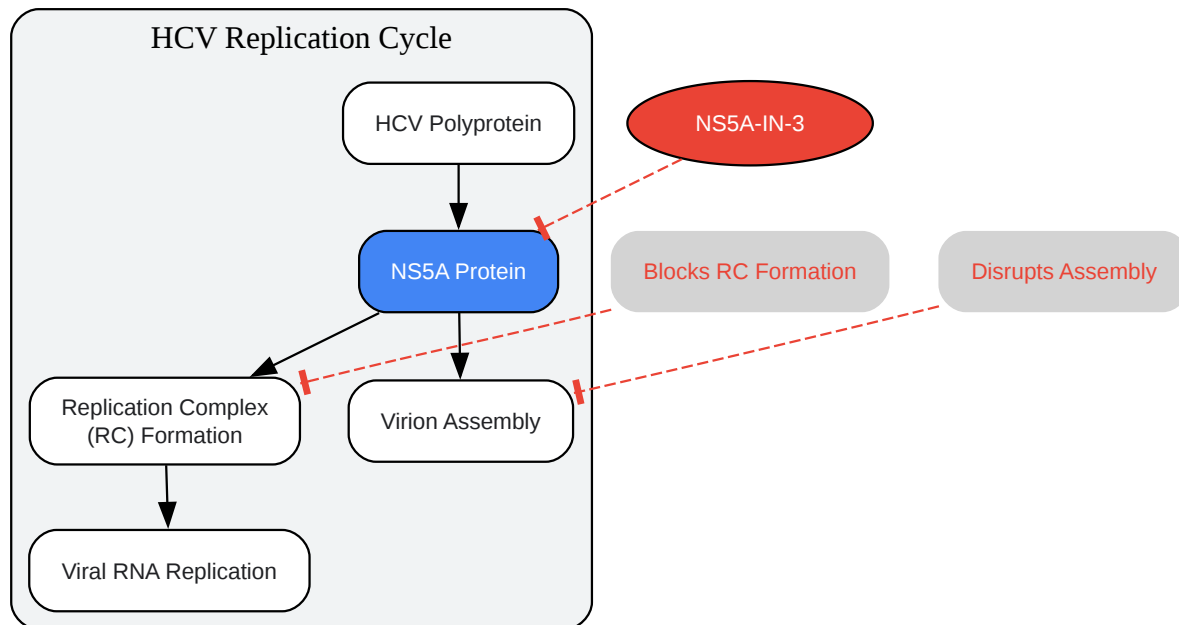 HCV Replication Cycle
HCV Polyprotein
NS5A-IN-3
NS5A Protein
Blocks RC Formation
Disrupts Assembly
Replication Complex
(RC) Formation
Virion Assembly
Viral RNA Replication